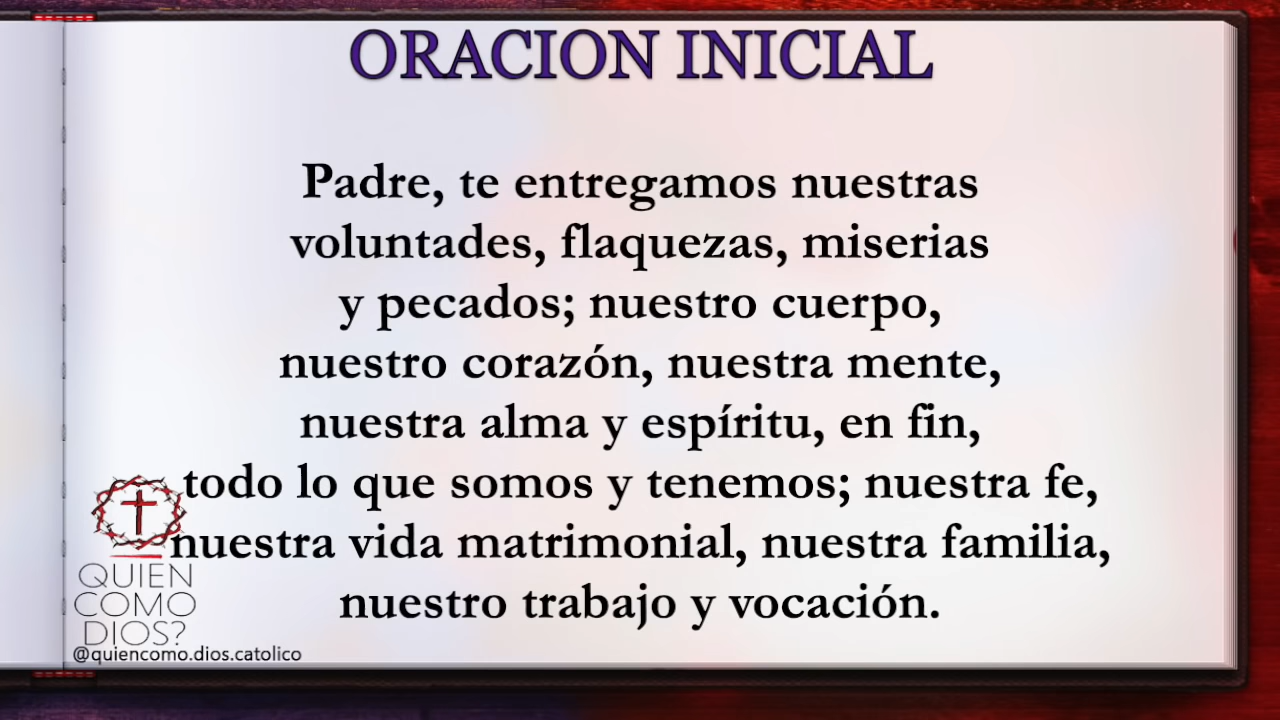 ORACION INICIAL
Padre, te entregamos nuestras
voluntades, flaquezas, miserias
y pecados; nuestro cuerpo,
nuestro corazón, nuestra mente,
nuestra alma y espíritu, en fin,
todo lo que somos y tenemos; nuestra fe,
nuestra vida matrimonial, nuestra familia,
nuestro trabajo y vocación.
QUIEN
COMO
DIOS?
@quiencomo.dios.catolico